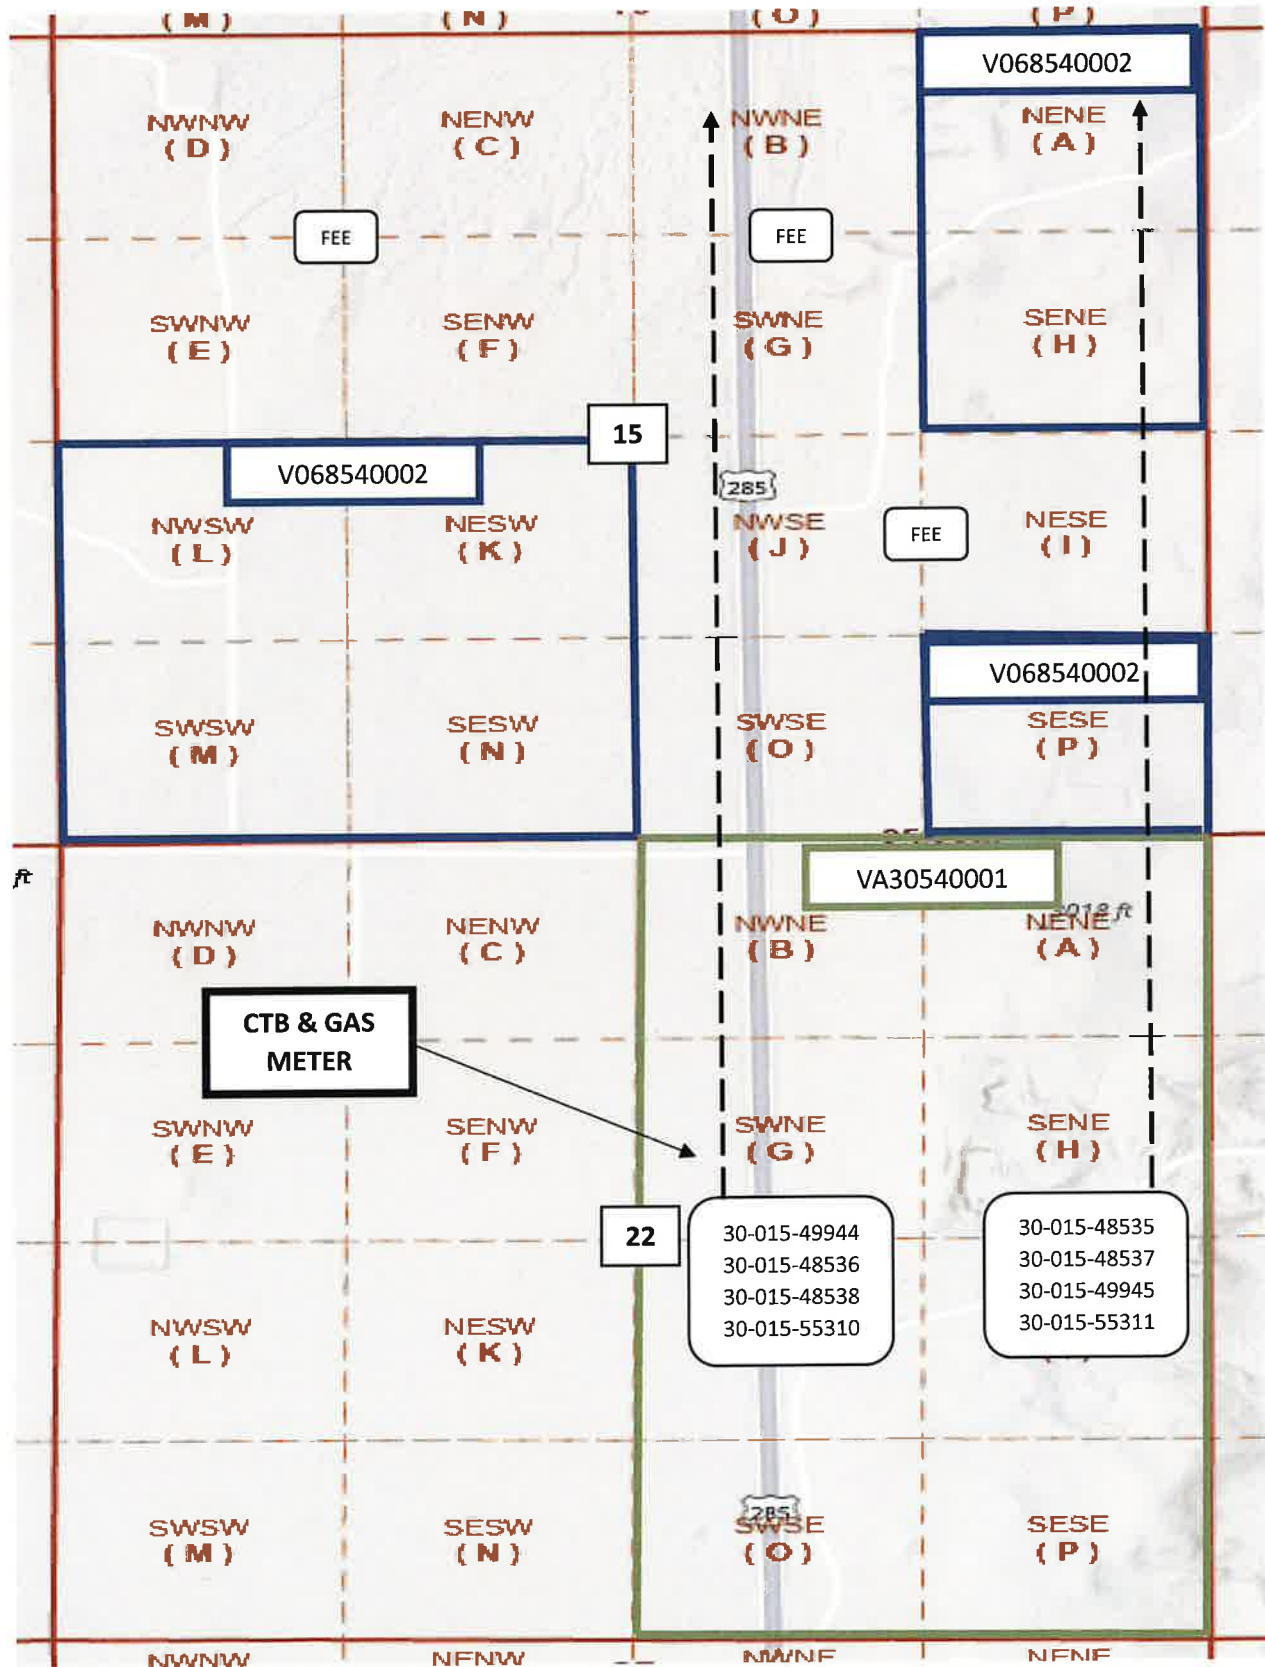 (M) (N) (O) (P)
V068540002
NWNW NENW NWNE NENE
(D) (C) (B) (A)
FEE FEE
SWNW SENW SWNE SENE
(E) (F) (G) (H)
15
V068540002
285
NWSW NESW NWSE FEE NESE
(L) (K) (J) (I)
V068540002
SWSW SESW SWSE SESE
(M) (N) (O) (P)
ft
VA30540001
NWNW NENW NWNE NENE
(D) (C) (B) (A)
CTB & GAS
METER
SWNW SENW SWNE SENE
(E) (F) (G) (H)
22
30-015-49944
30-015-48536
30-015-48538
30-015-55310
30-015-48535
30-015-48537
30-015-49945
30-015-55311
NWSW NESW
(L) (K)
285
SWSW SESW SWSE SESE
(M) (N) (O) (P)
NWNW NENW NWNE NENE